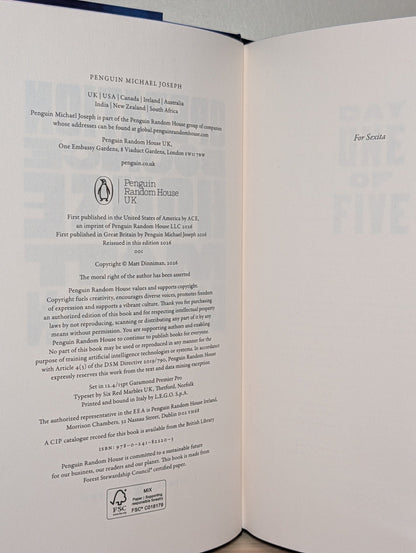 PENGUIN MICHAEL JOSEPH
UK | USA | Canada | Ireland | Australia
India | New Zealand | South Africa
Penguin Michael Joseph is part of the Penguin Random House group of companies
whose addresses can be found at global.penguinrandomhouse.com
Penguin Random House UK,
One Embassy Gardens, 8 Viaduct Gardens, London SW11 7BW
penguin.co.uk
Penguin
Random House
UK
First published in the United States of America by ACE,
an imprint of Penguin Random House LLC 2026
First published in Great Britain by Penguin Michael Joseph 2026
Reissued in this edition 2026
001
Copyright © Matt Dinniman, 2026
The moral right of the author has been asserted
Penguin Random House values and supports copyright.
Copyright fuels creativity, encourages diverse voices, promotes freedom
of expression and supports a vibrant culture. Thank you for purchasing
an authorized edition of this book and for respecting intellectual property
laws by not reproducing, scanning or distributing any part of it by any
means without permission. You are supporting authors and enabling
Penguin Random House to continue to publish books for everyone.
No part of this book may be used or reproduced in any manner for the
purpose of training artificial intelligence technologies or systems. In accordance
with Article 4(3) of the DSM Directive 2019/790, Penguin Random House
expressly reserves this work from the text and data mining exception
Set in 12.4/15pt Garamond Premier Pro
Typeset by Six Red Marbles UK, Thetford, Norfolk
Printed and bound in Italy by L.E.G.O. S.p.A.
The authorized representative in the EEA is Penguin Random House Ireland,
Morrison Chambers, 32 Nassau Street, Dublin D02 YH68
A CIP catalogue record for this book is available from the British Library
ISBN: 978-0-241-81220-3
Penguin Random House is committed to a sustainable future
for our business, our readers and our planet. This book is made from
Forest Stewardship Council® certified paper.
FSC
www.fsc.org
MIX
Paper | Supporting
responsible forestry
FSC® C018179
For Sexita
DAY
ONE
OF
FIVE